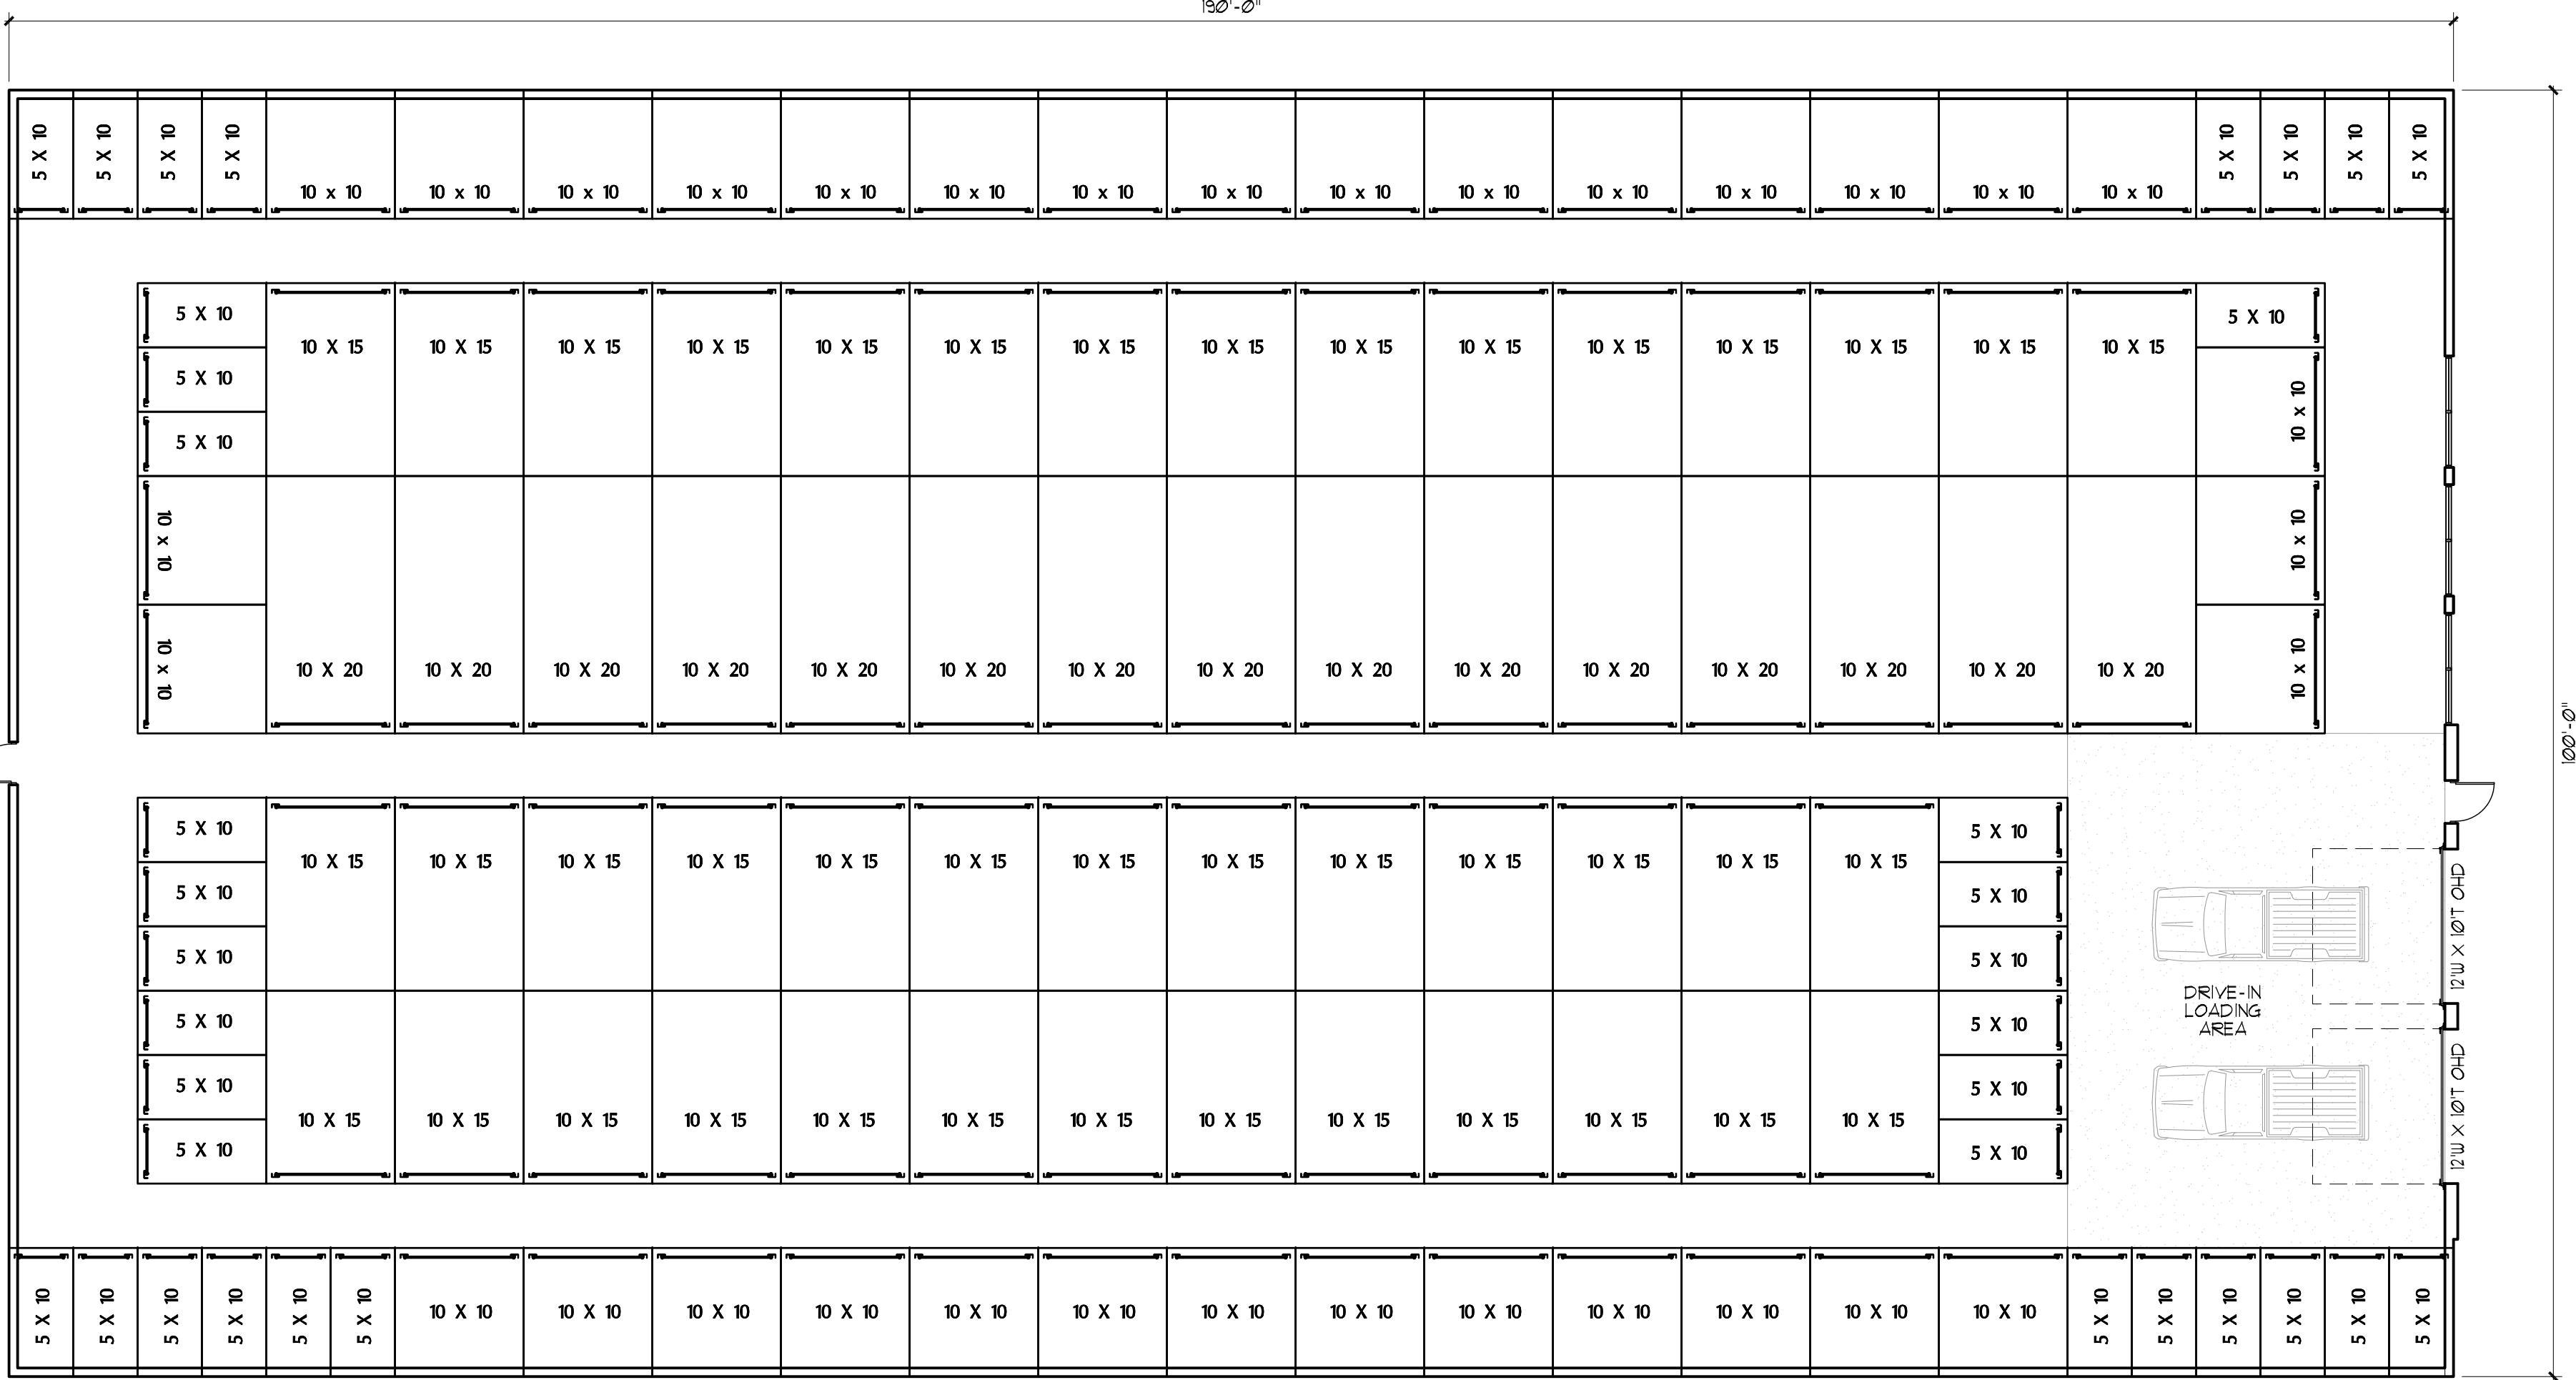 190'-0"
5 X 10 5 X 10 5 X 10 5 X 10 10 x 10 10 x 10 10 x 10 10 x 10 10 x 10 10 x 10 10 x 10 10 x 10 10 x 10 10 x 10 10 x 10 10 x 10 10 x 10 10 x 10 10 x 10 5 X 10 5 X 10 5 X 10 5 X 10
5 X 10 5 X 10
10 X 15 10 X 15 10 X 15 10 X 15 10 X 15 10 X 15 10 X 15 10 X 15 10 X 15 10 X 15 10 X 15 10 X 15 10 X 15 10 X 15 10 X 15
5 X 10 10 x 10
5 X 10
10 x 10 10 x 10
10 x 10 10 X 20 10 X 20 10 X 20 10 X 20 10 X 20 10 X 20 10 X 20 10 X 20 10 X 20 10 X 20 10 X 20 10 X 20 10 X 20 10 X 20 10 X 20 10 x 10
100'-0"
5 X 10 5 X 10
10 X 15 10 X 15 10 X 15 10 X 15 10 X 15 10 X 15 10 X 15 10 X 15 10 X 15 10 X 15 10 X 15 10 X 15 10 X 15
5 X 10 5 X 10
12'W X 10'T OHD
5 X 10 5 X 10
DRIVE-IN
LOADING
AREA
5 X 10 5 X 10
5 X 10 5 X 10
12'W X 10'T OHD
10 X 15 10 X 15 10 X 15 10 X 15 10 X 15 10 X 15 10 X 15 10 X 15 10 X 15 10 X 15 10 X 15 10 X 15 10 X 15
5 X 10 5 X 10
5 X 10 5 X 10 5 X 10 5 X 10 5 X 10 5 X 10 10 X 10 10 X 10 10 X 10 10 X 10 10 X 10 10 X 10 10 X 10 10 X 10 10 X 10 10 X 10 10 X 10 10 X 10 10 X 10 5 X 10 5 X 10 5 X 10 5 X 10 5 X 10 5 X 10